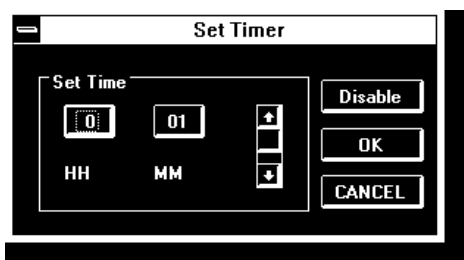 Set Timer
Set Time
0 01
HH MM
Disable
OK
CANCEL